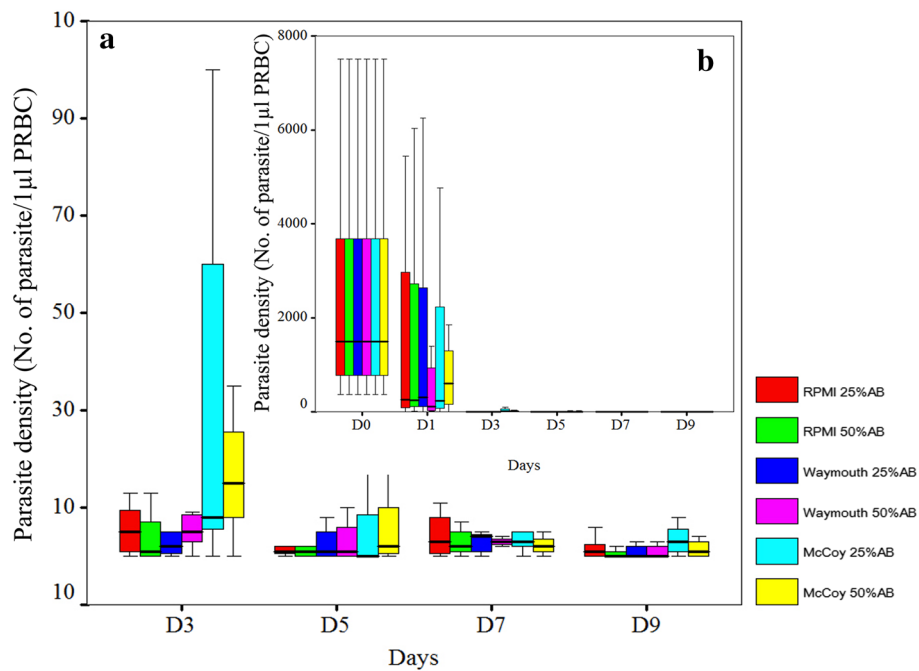 a
Parasite density (No. of parasite/1µl PRBC)
10
90
70
50
30
10
10
D3
D5
D7
D9
Days
b
Parasite density (No. of parasite/1µl PRBC)
8000
6000
4000
2000
0
D0
D1
D3
D5
D7
D9
Days
RPMI 25%AB
RPMI 50%AB
Waymouth 25%AB
Waymouth 50%AB
McCoy 25%AB
McCoy 50%AB